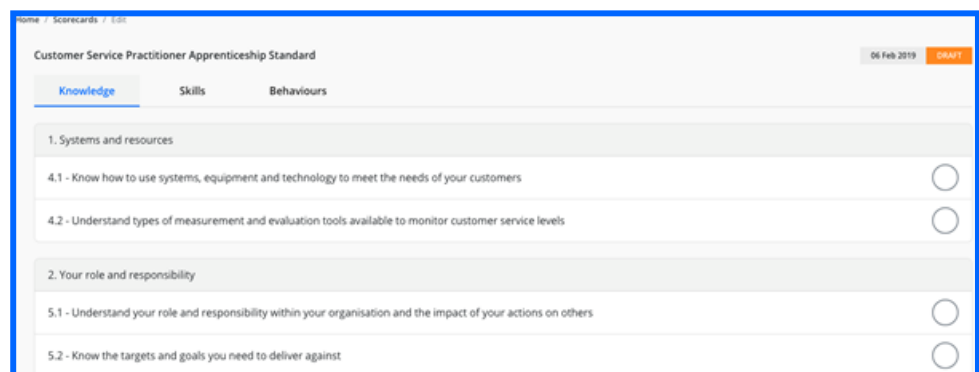 Home / Scorecards / Edit
Customer Service Practitioner Apprenticeship Standard
06 Feb 2019 DRAFT
Knowledge Skills Behaviours
1. Systems and resources
4.1 - Know how to use systems, equipment and technology to meet the needs of your customers
4.2 - Understand types of measurement and evaluation tools available to monitor customer service levels
2. Your role and responsibility
5.1 - Understand your role and responsibility within your organisation and the impact of your actions on others
5.2 - Know the targets and goals you need to deliver against